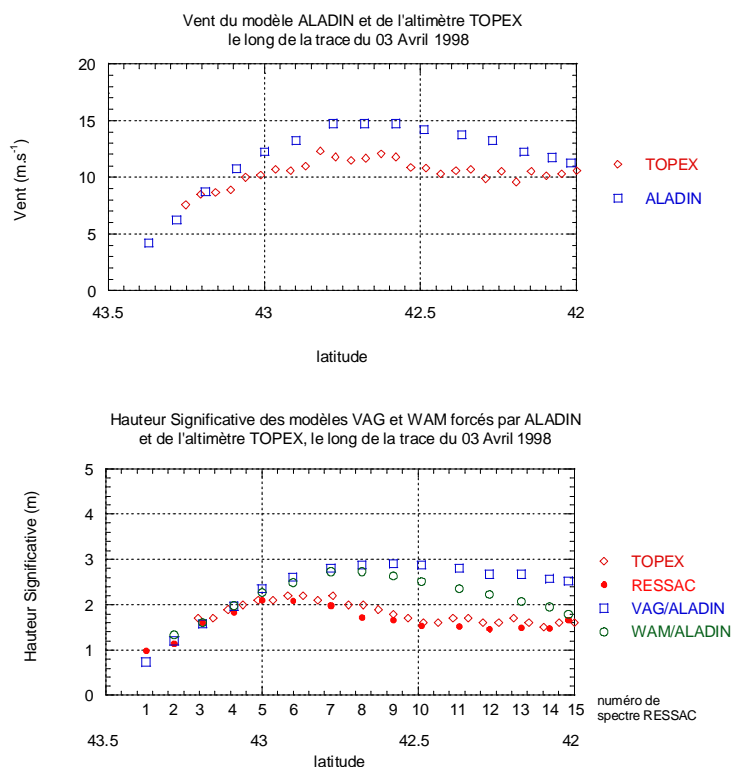 Vent du modèle ALADIN et de l'altimètre TOPEX
le long de la trace du 03 Avril 1998
Vent (m.s-1)
20
15
10
5
0
43.5
43
42.5
42
latitude
TOPEX
ALADIN
Hauteur Significative des modèles VAG et WAM forcés par ALADIN
et de l'altimètre TOPEX, le long de la trace du 03 Avril 1998
Hauteur Significative (m)
5
4
3
2
1
0
1 2 3 4 5 6 7 8 9 10 11 12 13 14 15
numéro de
spectre RESSAC
43.5
43
42.5
42
latitude
TOPEX
RESSAC
VAG/ALADIN
WAM/ALADIN